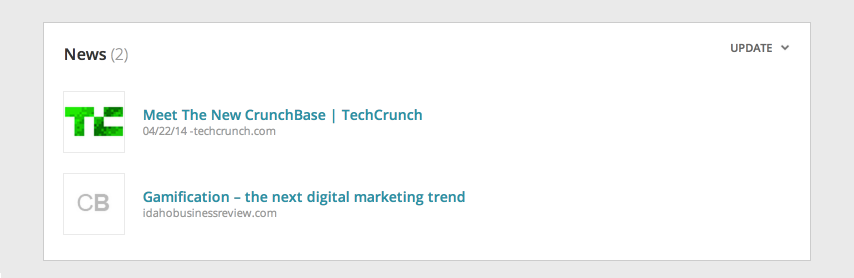 News (2)
UPDATE
TC
Meet The New CrunchBase | TechCrunch
04/22/14 -techcrunch.com
CB
Gamification – the next digital marketing trend
idahobusinessreview.com